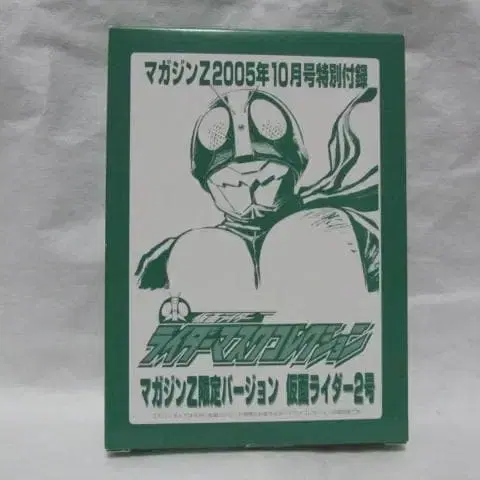 マガジンZ2005年10月号特別付録
仮面ライダー
ライダーマスクコレクション
マガジンZ限定バージョン 仮面ライダー2号